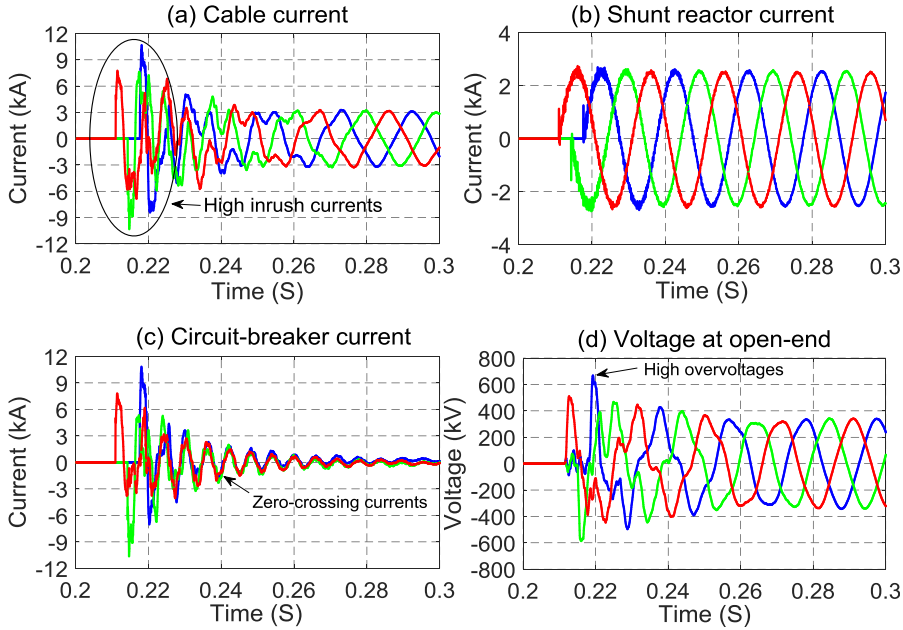 (a) Cable current
Current (kA)
12
9
6
3
0
-3
-6
-9
-12
High inrush currents
0.2 0.22 0.24 0.26 0.28 0.3
Time (S)
(b) Shunt reactor current
Current (kA)
4
2
0
-2
-4
0.2 0.22 0.24 0.26 0.28 0.3
Time (S)
(c) Circuit-breaker current
Current (kA)
12
9
6
3
0
-3
-6
-9
-12
Zero-crossing currents
0.2 0.22 0.24 0.26 0.28 0.3
Time (S)
(d) Voltage at open-end
Voltage (kV)
800
600
400
200
0
-200
-400
-600
-800
High overvoltages
0.2 0.22 0.24 0.26 0.28 0.3
Time (S)